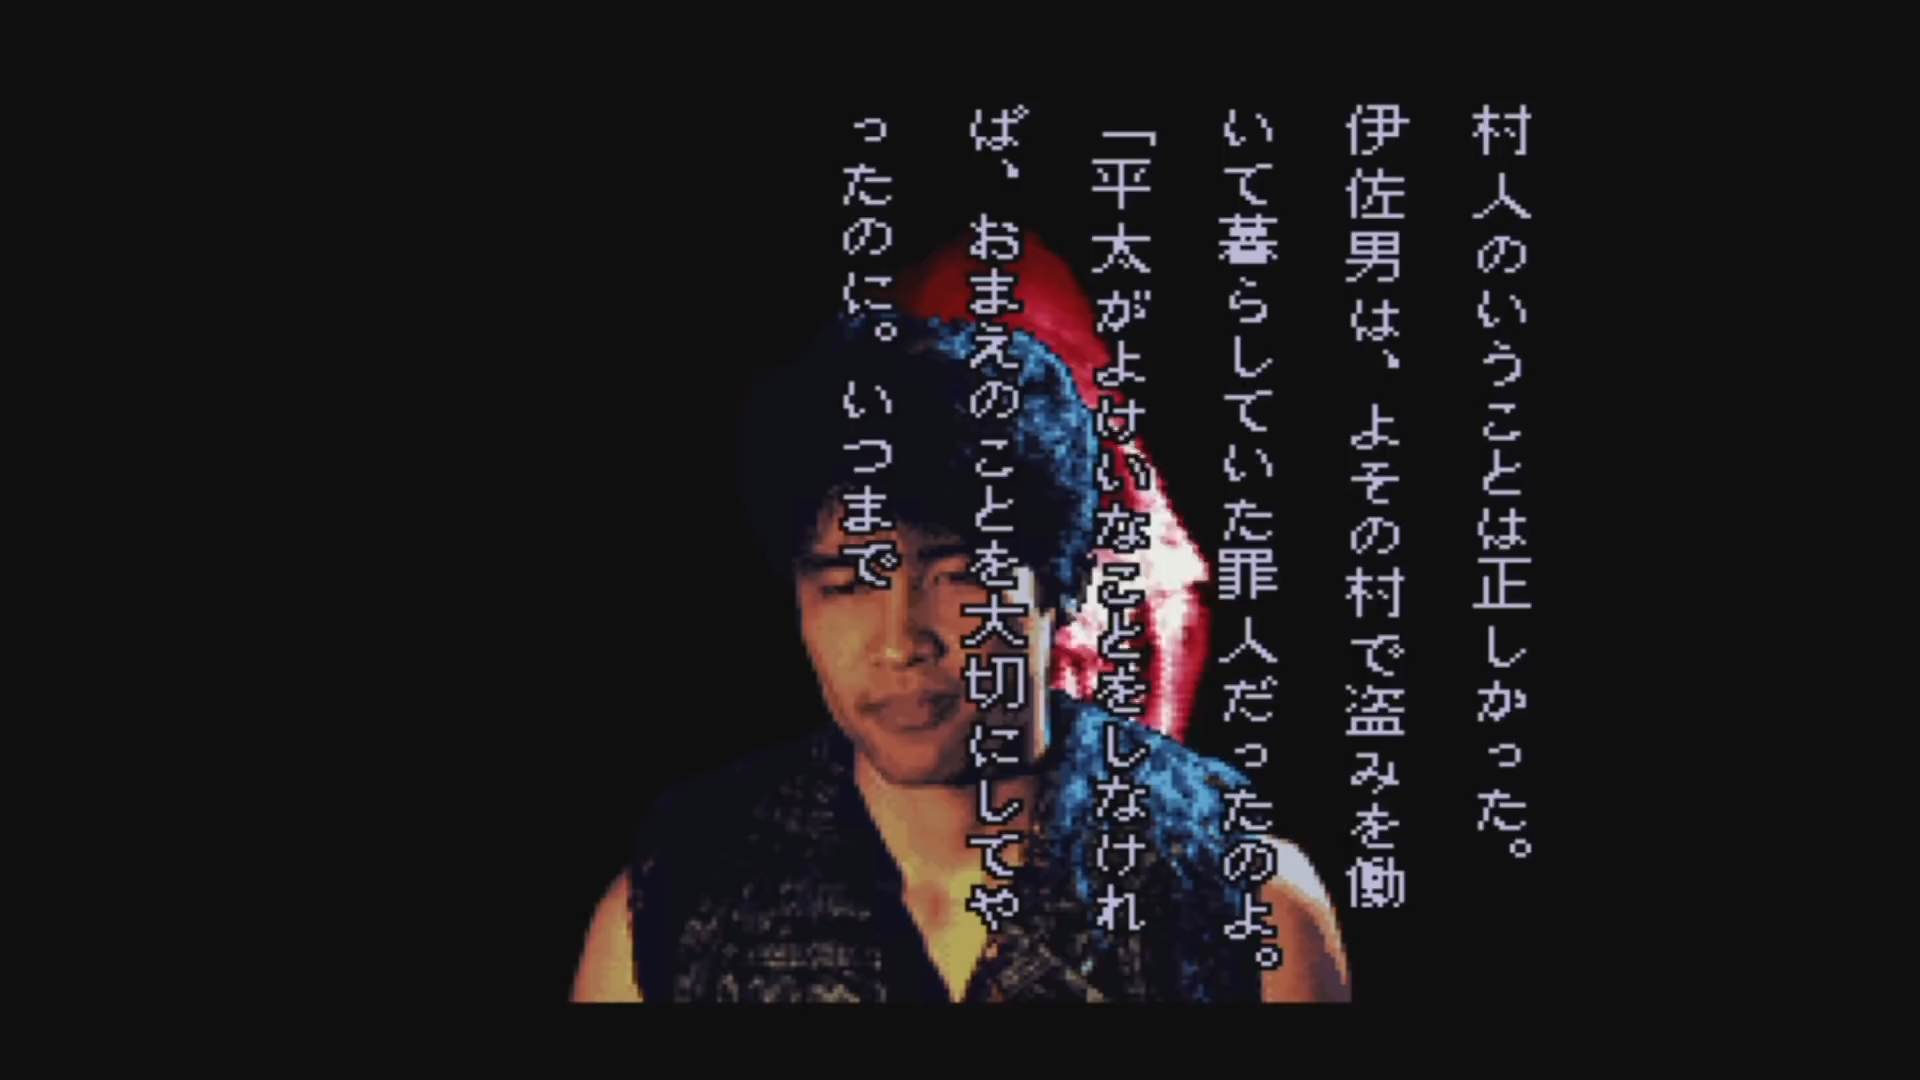 村人のいうことは正しかった。
伊佐男は、よその村で盗みを働
いて暮らしていた罪人だったのよ。
「平太がよけいなことをしなけれ
ば、おまえのことを大切にしてや
ったのに。いつまで